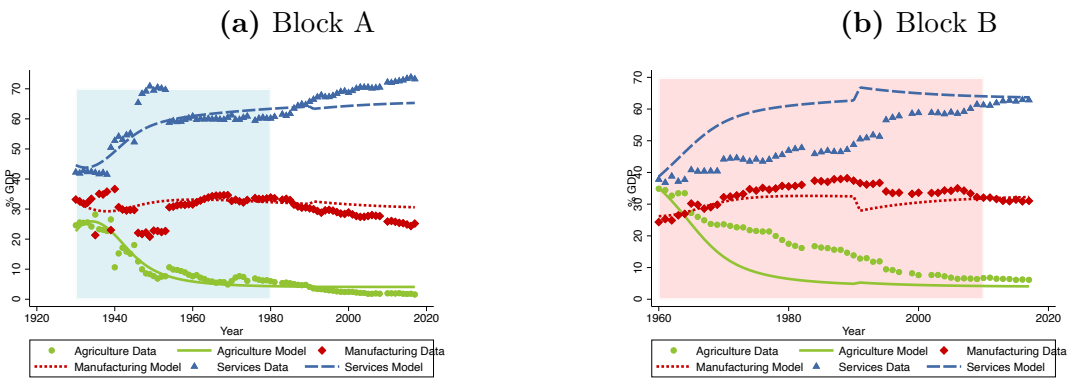 (a) Block A
(b) Block B
% GDP
0 10 20 30 40 50 60 70
1920 1940 1960 1980 2000 2020
Year
Agriculture Data Agriculture Model Manufacturing Data
Manufacturing Model Services Data Services Model
% GDP
0 10 20 30 40 50 60 70
1960 1980 2000 2020
Year
Agriculture Data Agriculture Model Manufacturing Data
Manufacturing Model Services Data Services Model